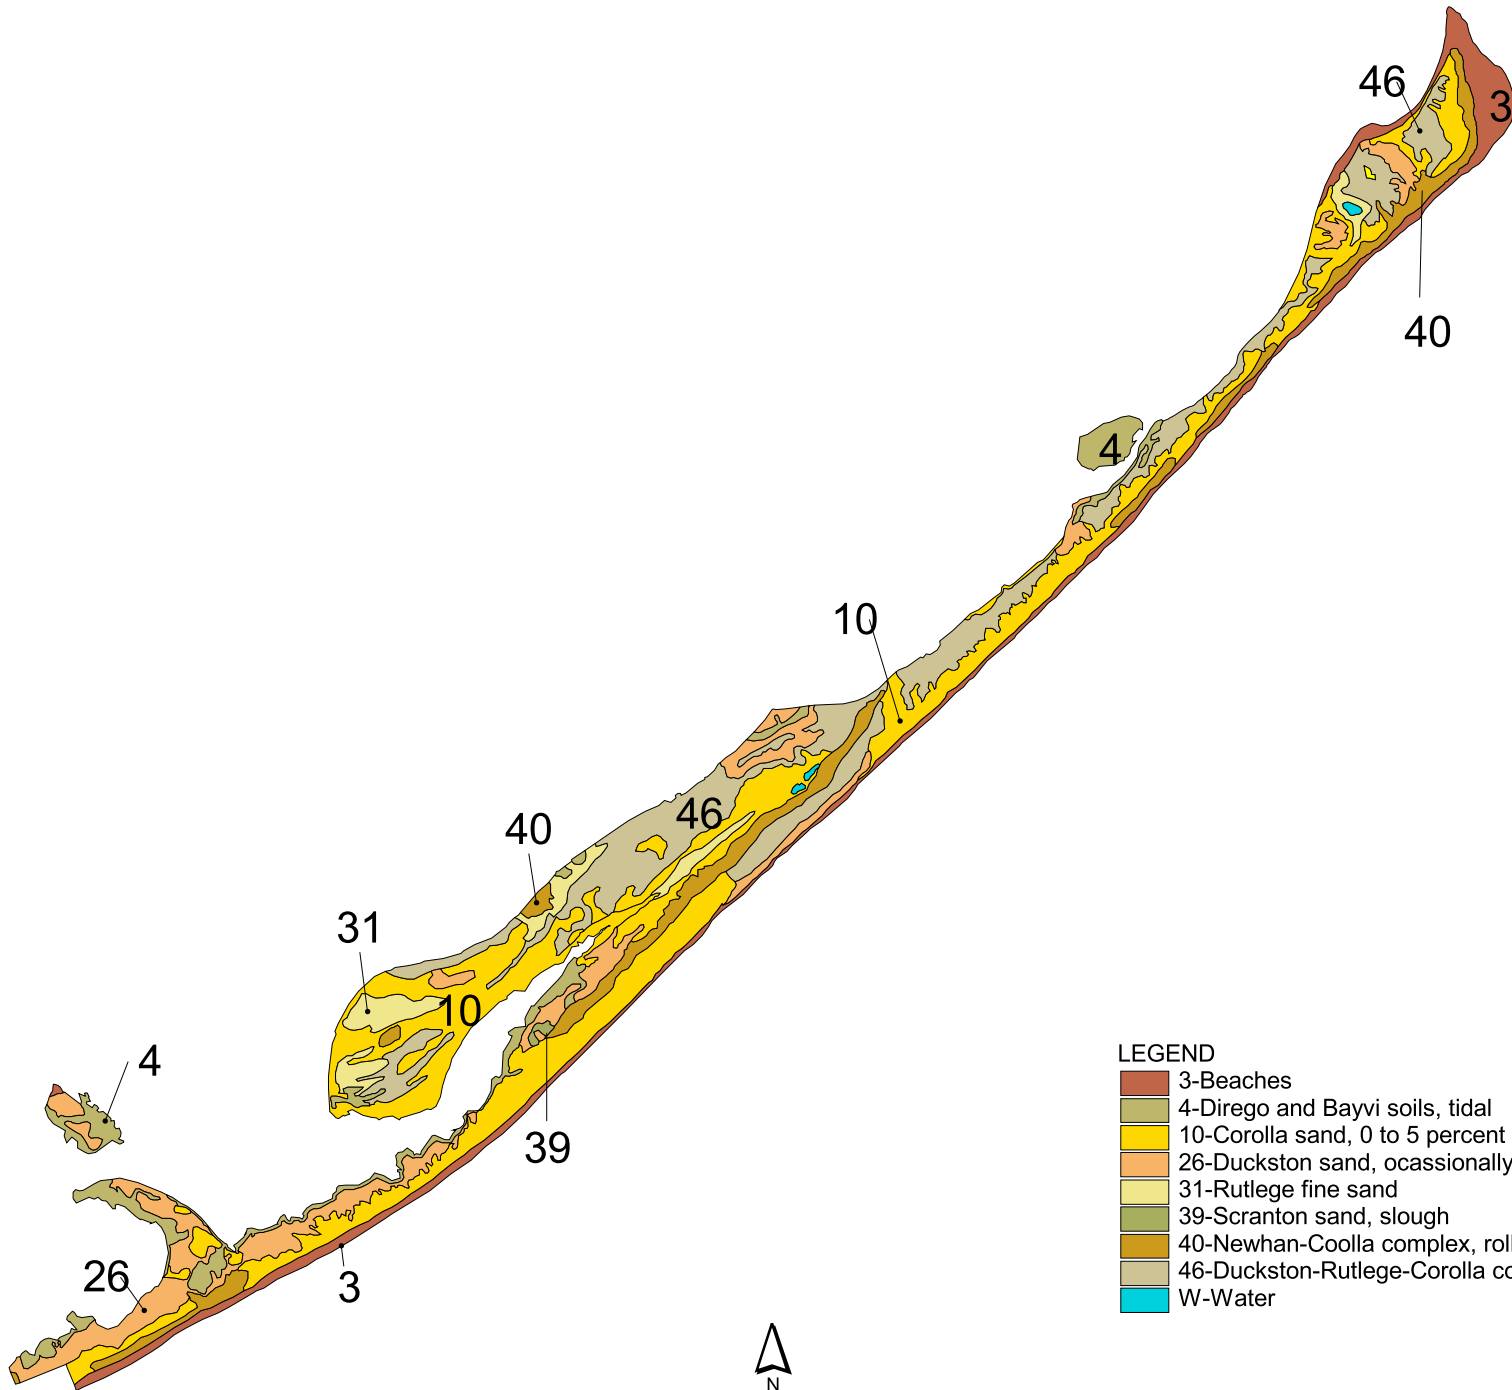 46
3
40
4
10
46
40
31
10
4
39
26
3
LEGEND
3-Beaches
4-Dirego and Bayvi soils, tidal
10-Corolla sand, 0 to 5 percent
26-Duckston sand, ocassionally
31-Rutlege fine sand
39-Scranton sand, slough
40-Newhan-Coolla complex, roll
46-Duckston-Rutlege-Corolla co
W-Water
N